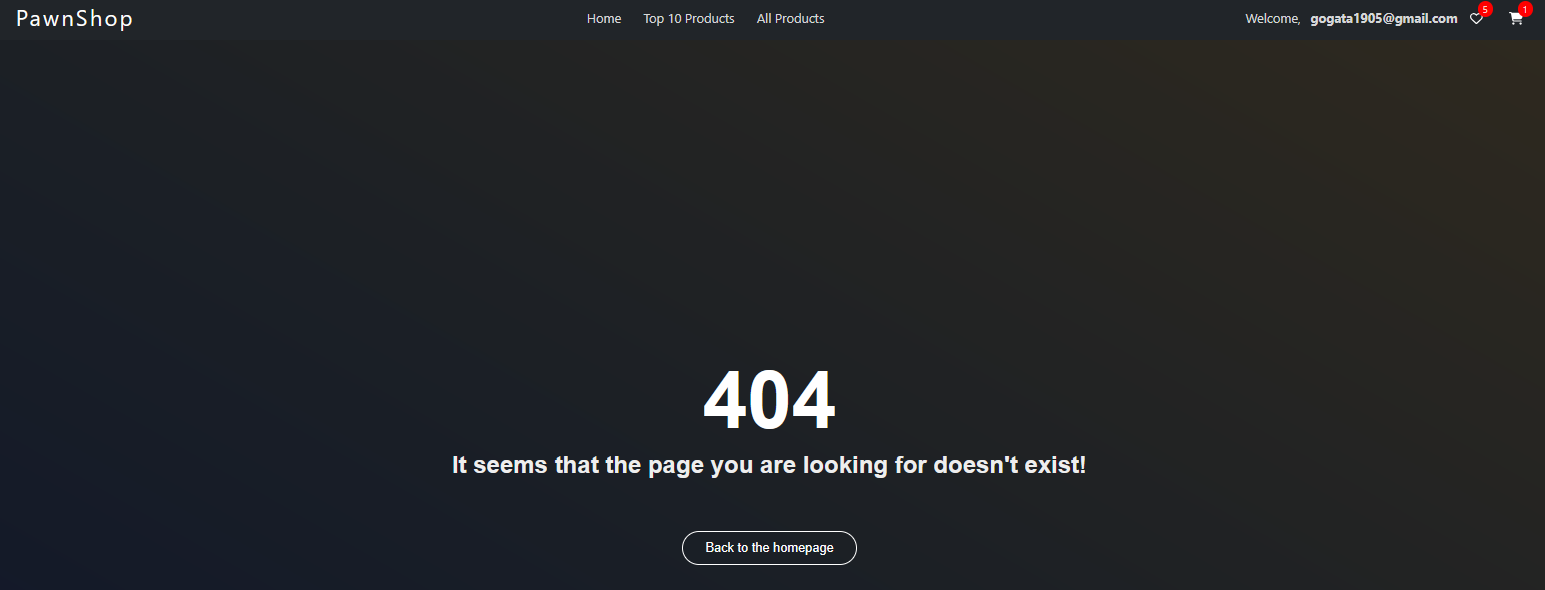 PawnShop Home Top 10 Products All Products Welcome, gogata1905@gmail.com 5 1
404
It seems that the page you are looking for doesn't exist!
Back to the homepage